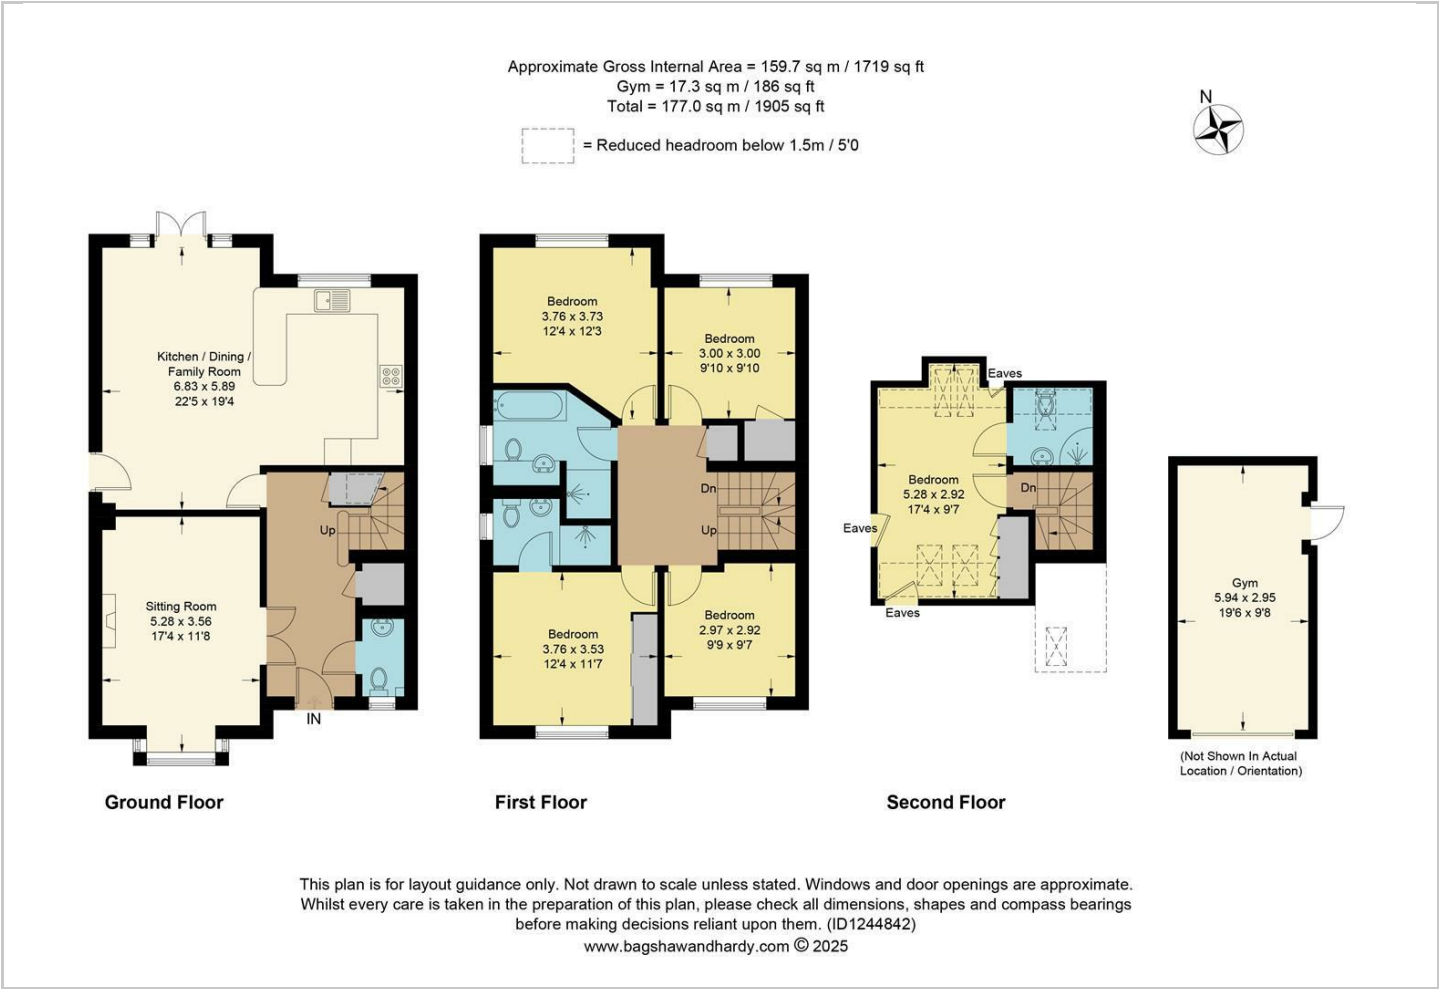 Approximate Gross Internal Area = 159.7 sq m / 1719 sq ft
Gym = 17.3 sq m / 186 sq ft
Total = 177.0 sq m / 1905 sq ft
= Reduced headroom below 1.5m / 5'0
N
Kitchen / Dining /
Family Room
6.83 x 5.89
22'5 x 19'4
Up
Sitting Room
5.28 x 3.56
17'4 x 11'8
IN
Ground Floor
Bedroom
3.76 x 3.73
12'4 x 12'3
Bedroom
3.00 x 3.00
9'10 x 9'10
Dn
Up
Bedroom
3.76 x 3.53
12'4 x 11'7
Bedroom
2.97 x 2.92
9'9 x 9'7
First Floor
Eaves
Bedroom
5.28 x 2.92
17'4 x 9'7
Dn
Eaves
Eaves
Second Floor
Gym
5.94 x 2.95
19'6 x 9'8
(Not Shown In Actual
Location / Orientation)
This plan is for layout guidance only. Not drawn to scale unless stated. Windows and door openings are approximate.
Whilst every care is taken in the preparation of this plan, please check all dimensions, shapes and compass bearings
before making decisions reliant upon them. (ID1244842)
www.bagshawandhardy.com © 2025